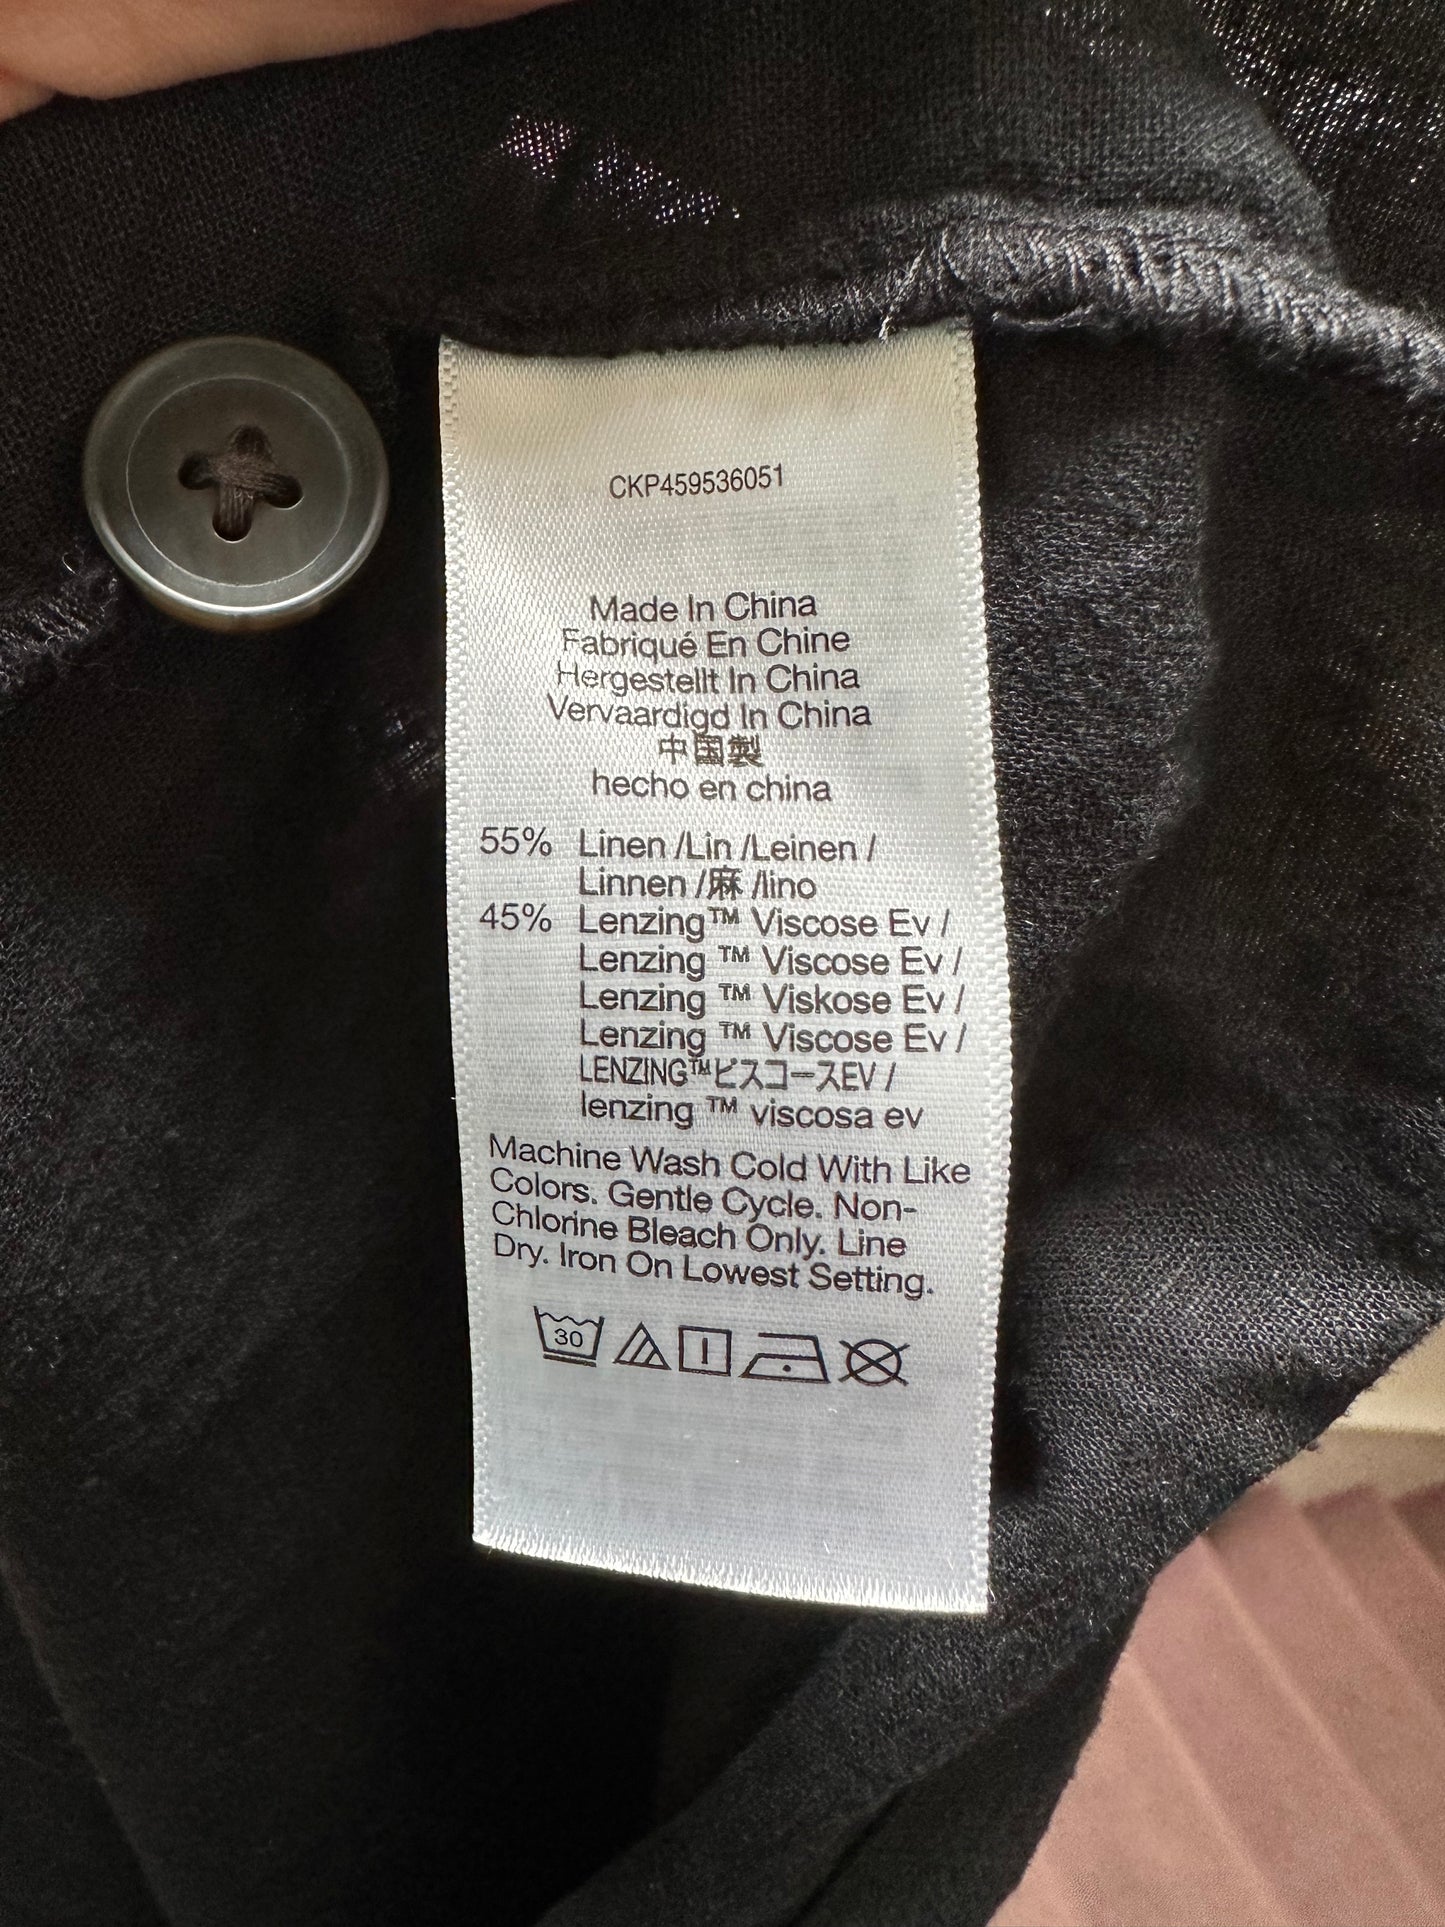 CKP459536051
Made In China
Fabriqué En Chine
Hergestellt In China
Vervaardigd In China
中国製
hecho en china
55% Linen /Lin /Leinen /
Linnen /麻 /lino
45% Lenzing™ Viscose Ev /
Lenzing ™ Viscose Ev /
Lenzing ™ Viskose Ev /
Lenzing ™ Viscose Ev /
LENZING™ビスコースEV /
lenzing ™ viscosa ev
Machine Wash Cold With Like
Colors. Gentle Cycle. Non-
Chlorine Bleach Only. Line
Dry. Iron On Lowest Setting.
30